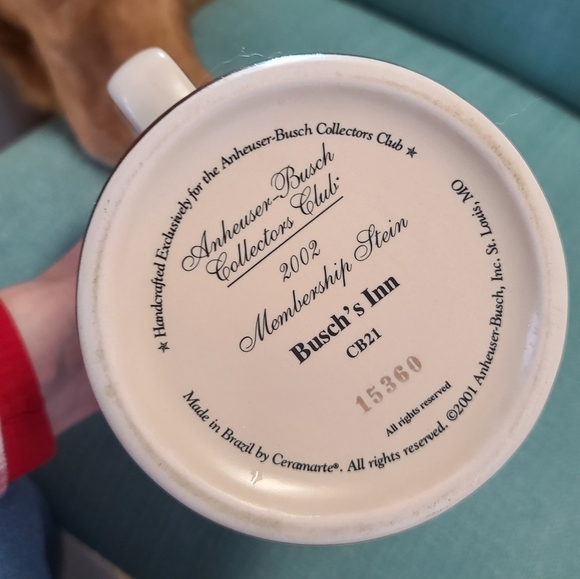 ★ Handcrafted Exclusively for the Anheuser-Busch Collectors Club ★
Anheuser-Busch
Collectors Club
2002
Membership Stein
Busch's Inn
CB21
15360
All rights reserved
Made in Brazil by Ceramarte®. All rights reserved. ©2001 Anheuser-Busch, Inc. St. Louis, MO